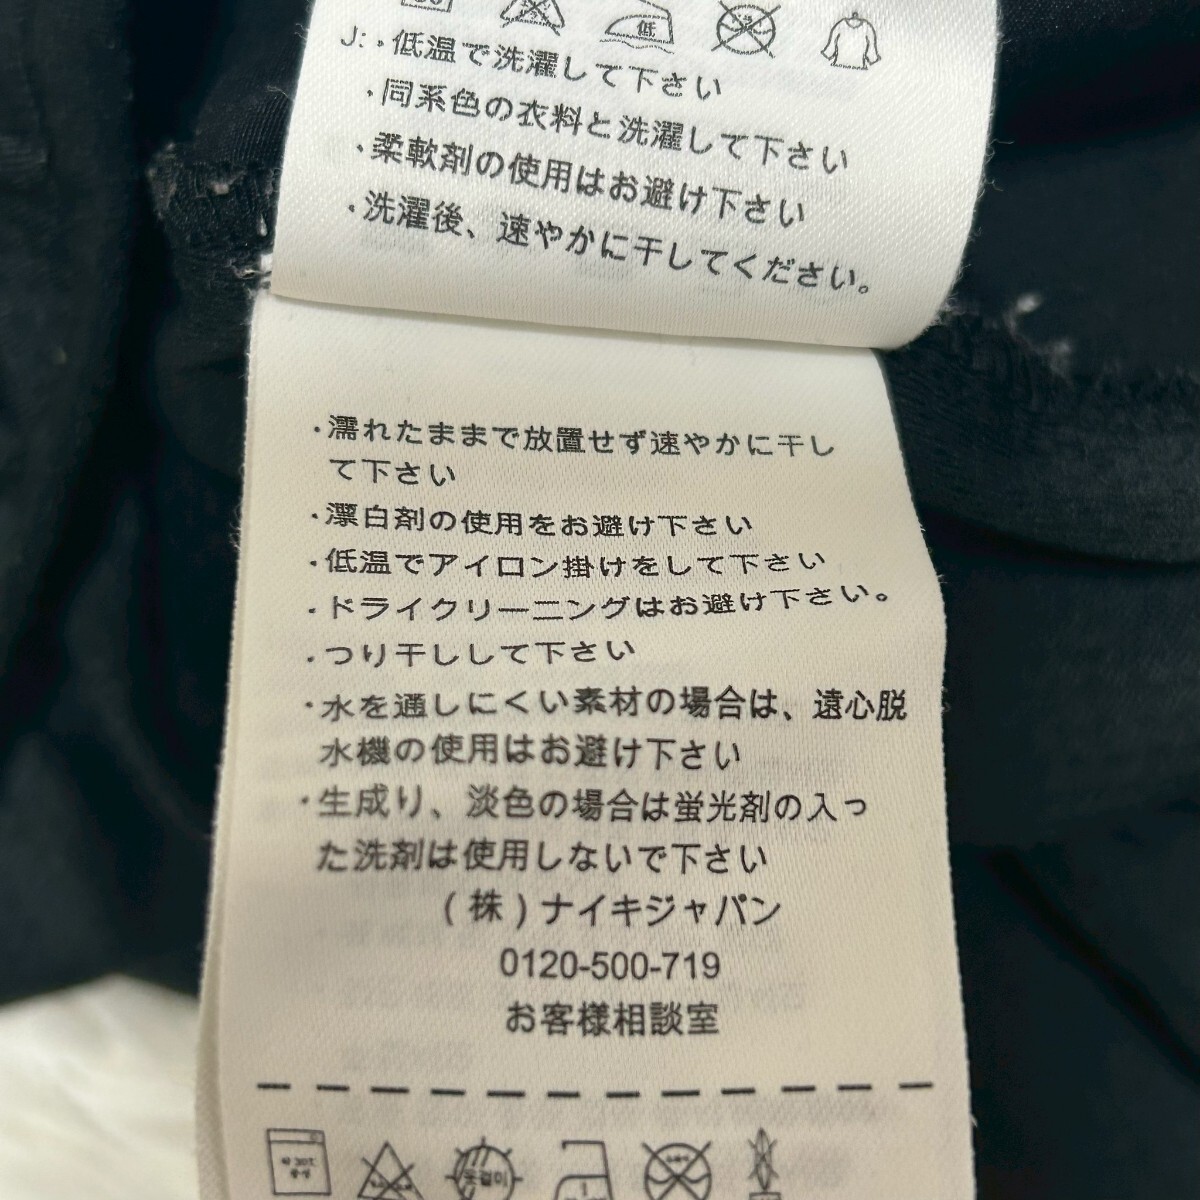 低
J: ・低温で洗濯して下さい
・同系色の衣料と洗濯して下さい
・柔軟剤の使用はお避け下さい
・洗濯後、速やかに干してください。
・濡れたままで放置せず速やかに干し
て下さい
・漂白剤の使用をお避け下さい
・低温でアイロン掛けをして下さい
・ドライクリーニングはお避け下さい。
・つり干しして下さい
・水を通しにくい素材の場合は、遠心脱
水機の使用はお避け下さい
・生成り、淡色の場合は蛍光剤の入っ
た洗剤は使用しないで下さい
(株)ナイキジャパン
0120-500-719
お客様相談室
약 30℃
중성
옷걸이